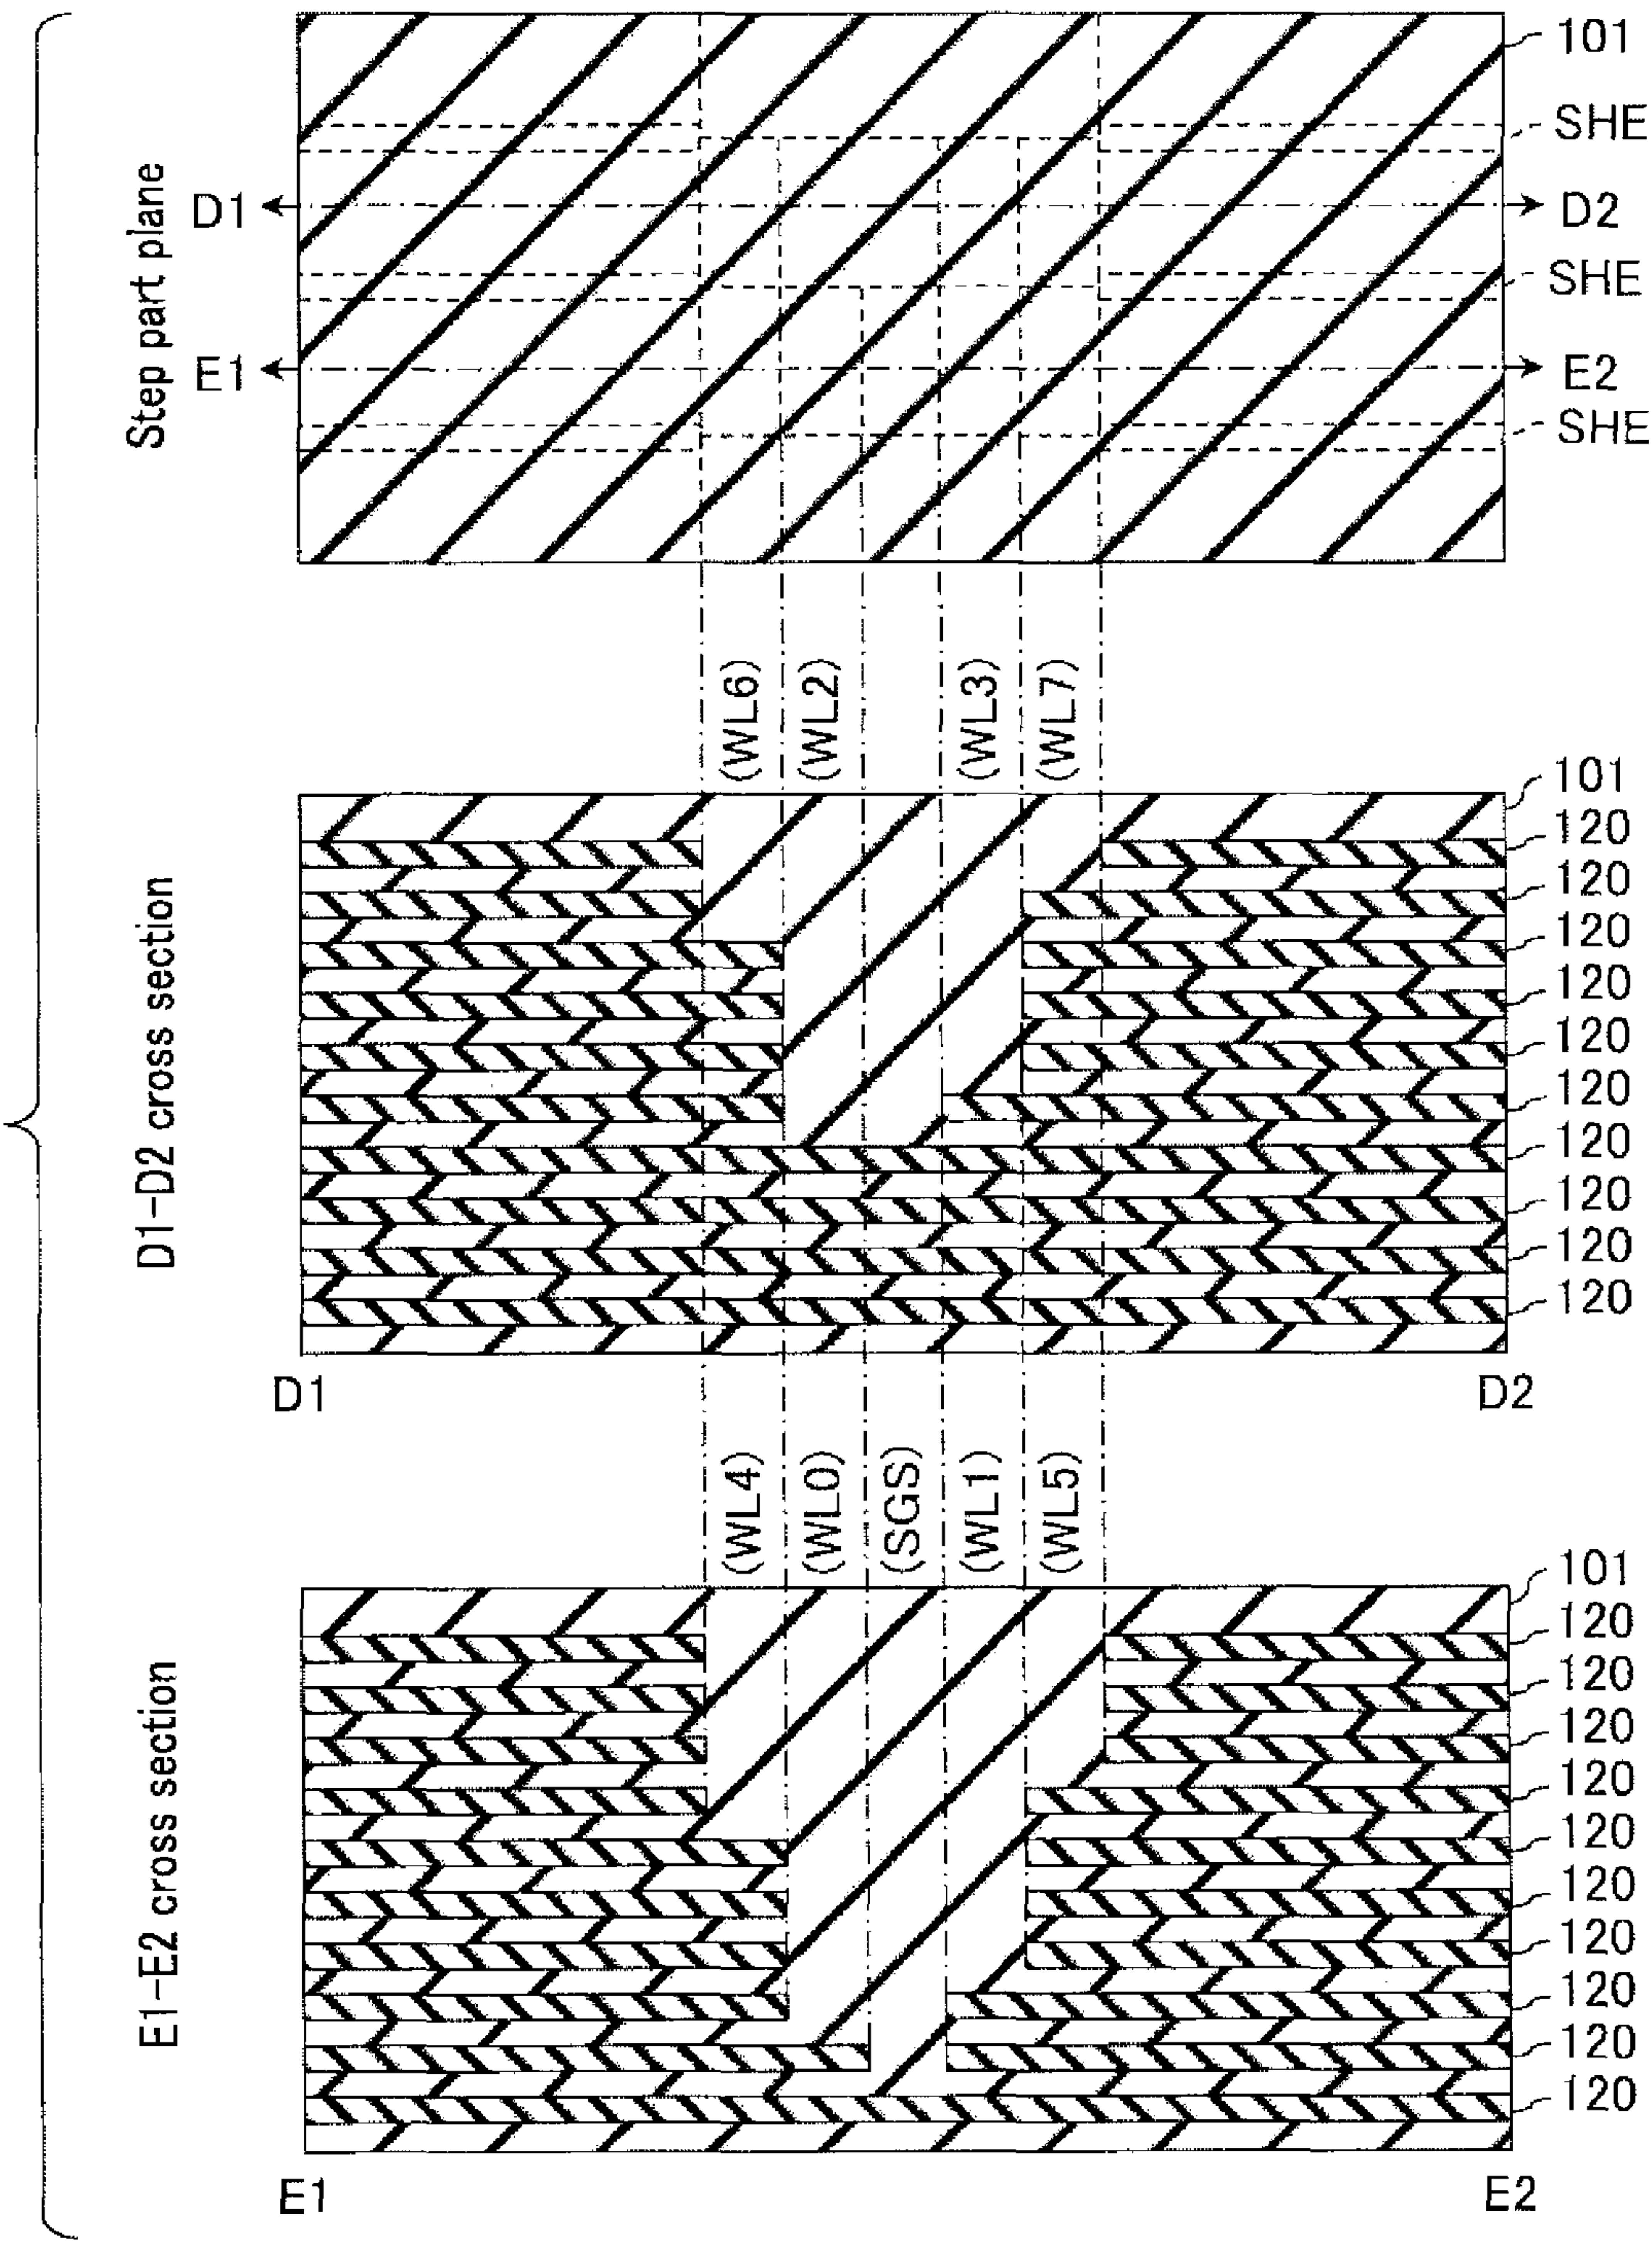 101
SHE
D1
D2
SHE
Step part plane
E1
E2
SHE
(WL6)
(WL2)
(WL3)
(WL7)
101
120
120
120
120
120
120
120
120
120
120
D1-D2 cross section
D1
D2
(WL4)
(WL0)
(SGS)
(WL1)
(WL5)
101
120
120
120
120
120
120
120
120
120
120
E1-E2 cross section
E1
E2